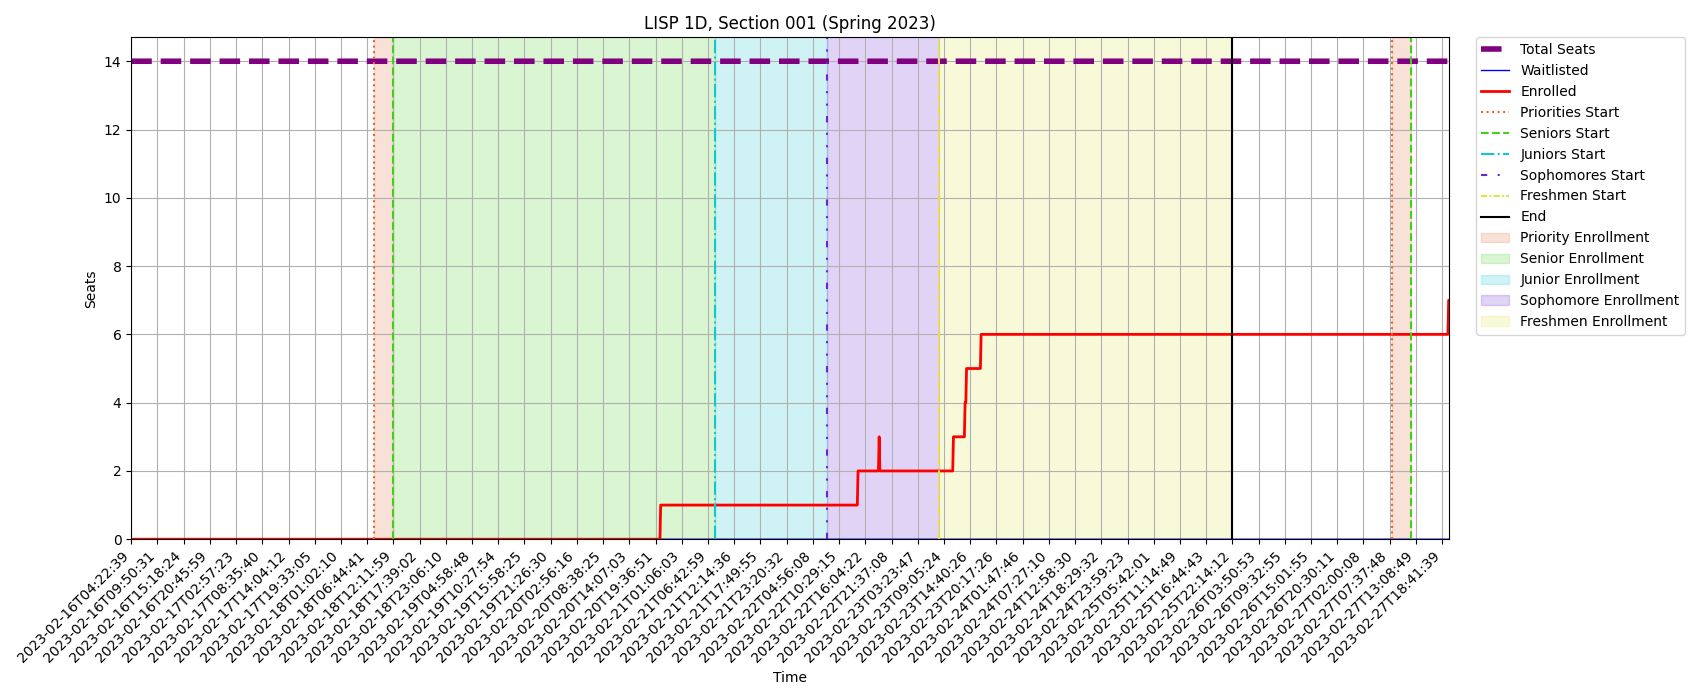 LISP 1D, Section 001 (Spring 2023)
Seats
14
12
10
8
6
4
2
0
2023-02-16T04:22:39
2023-02-16T09:50:31
2023-02-16T15:18:24
2023-02-16T20:45:59
2023-02-17T02:57:23
2023-02-17T08:35:40
2023-02-17T14:04:12
2023-02-17T19:33:05
2023-02-18T01:02:10
2023-02-18T06:44:41
2023-02-18T12:11:59
2023-02-18T17:39:02
2023-02-18T23:06:10
2023-02-19T04:58:48
2023-02-19T10:27:54
2023-02-19T15:58:25
2023-02-19T21:26:30
2023-02-20T02:56:16
2023-02-20T08:38:25
2023-02-20T14:07:03
2023-02-20T19:36:51
2023-02-21T01:06:03
2023-02-21T06:42:59
2023-02-21T12:14:36
2023-02-21T17:49:55
2023-02-21T23:20:32
2023-02-22T04:56:08
2023-02-22T10:29:15
2023-02-22T16:04:22
2023-02-22T21:37:08
2023-02-23T03:23:47
2023-02-23T09:05:24
2023-02-23T14:40:26
2023-02-23T20:17:26
2023-02-24T01:47:46
2023-02-24T07:27:10
2023-02-24T12:58:30
2023-02-24T18:29:32
2023-02-24T23:59:23
2023-02-25T05:42:01
2023-02-25T11:14:49
2023-02-25T16:44:43
2023-02-25T22:14:12
2023-02-26T03:50:53
2023-02-26T09:32:55
2023-02-26T15:01:55
2023-02-26T20:30:11
2023-02-27T02:00:08
2023-02-27T07:37:48
2023-02-27T13:08:49
2023-02-27T18:41:39
Time
Total Seats
Waitlisted
Enrolled
Priorities Start
Seniors Start
Juniors Start
Sophomores Start
Freshmen Start
End
Priority Enrollment
Senior Enrollment
Junior Enrollment
Sophomore Enrollment
Freshmen Enrollment